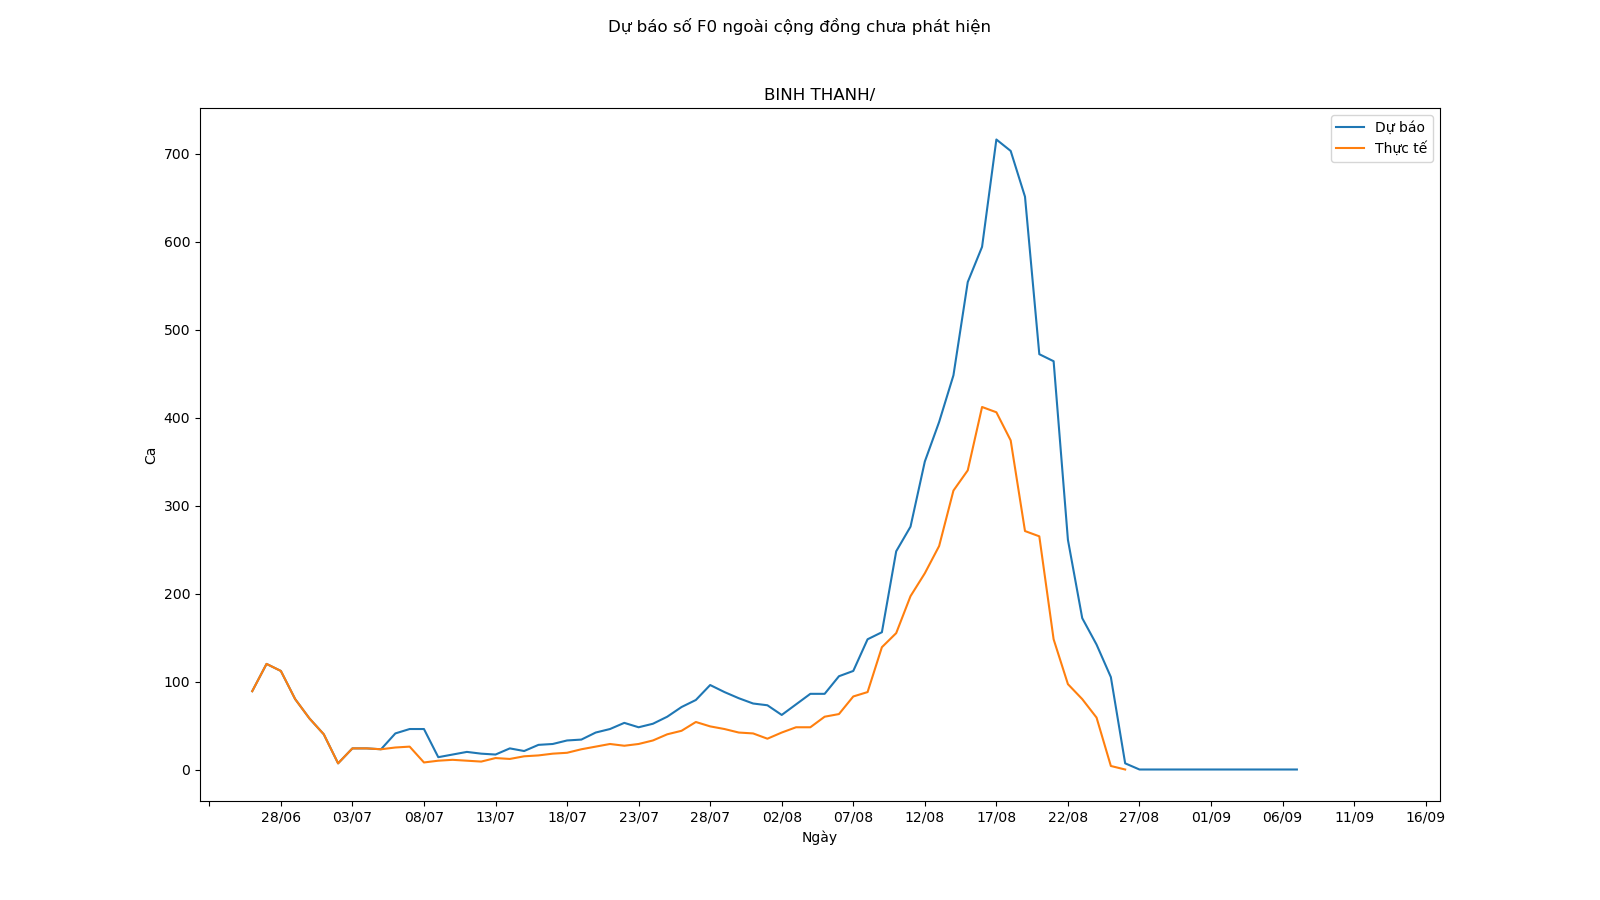 Dự báo số F0 ngoài cộng đồng chưa phát hiện
BINH THANH/
Dự báo
Thực tế
700
600
500
400
300
200
100
0
Ca
28/06 03/07 08/07 13/07 18/07 23/07 28/07 02/08 07/08 12/08 17/08 22/08 27/08 01/09 06/09 11/09 16/09
Ngày